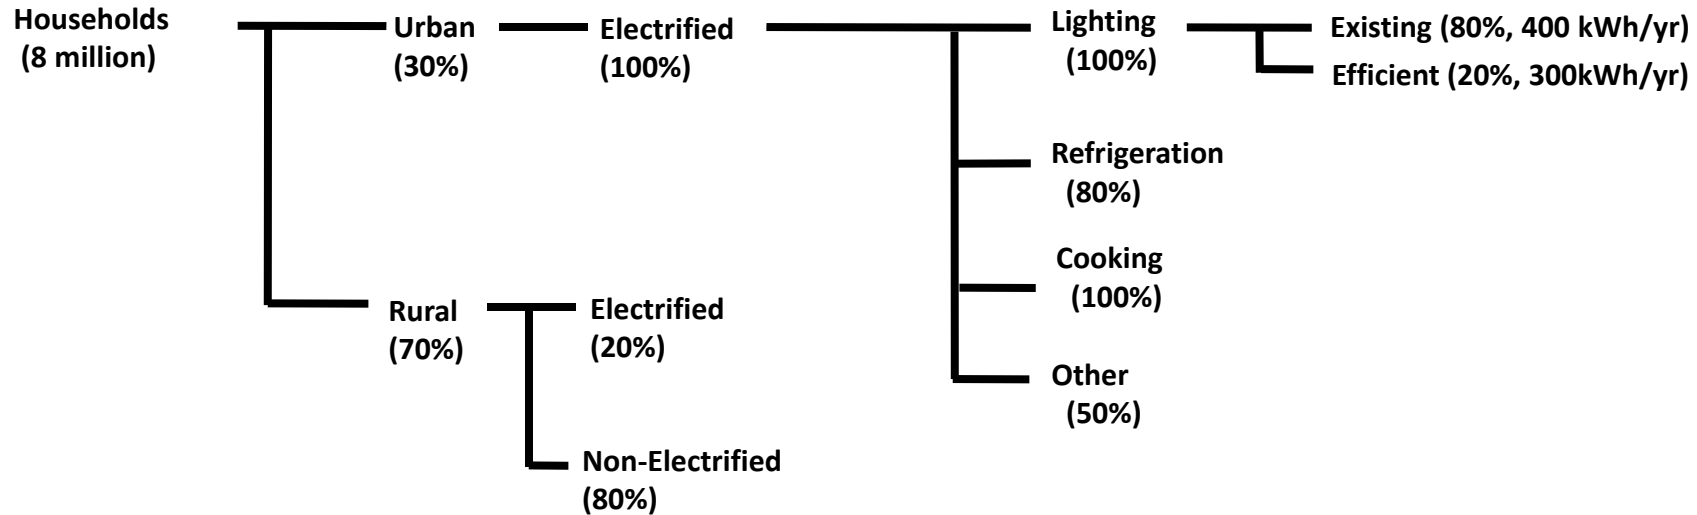 Households
(8 million)
Urban
(30%)
Electrified
(100%)
Lighting
(100%)
Existing (80%, 400 kWh/yr)
Efficient (20%, 300kWh/yr)
Refrigeration
(80%)
Cooking
(100%)
Other
(50%)
Rural
(70%)
Electrified
(20%)
Non-Electrified
(80%)